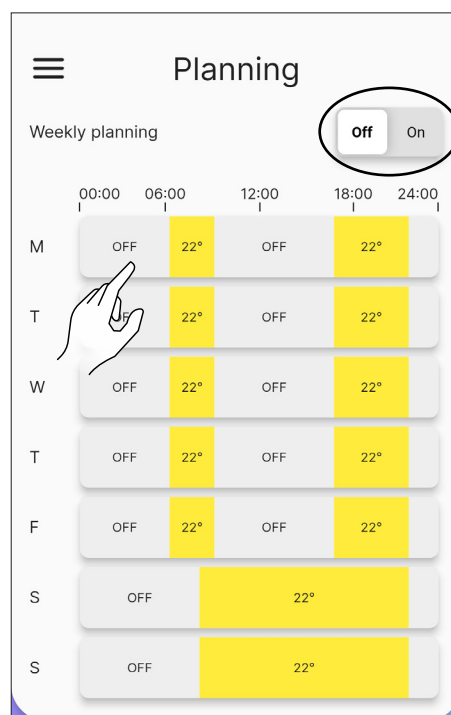 Planning
Weekly planning Off On
00:00 06:00 12:00 18:00 24:00
M OFF 22° OFF 22°
T 22° OFF 22°
W OFF 22° OFF 22°
T OFF 22° OFF 22°
F OFF 22° OFF 22°
S OFF 22°
S OFF 22°